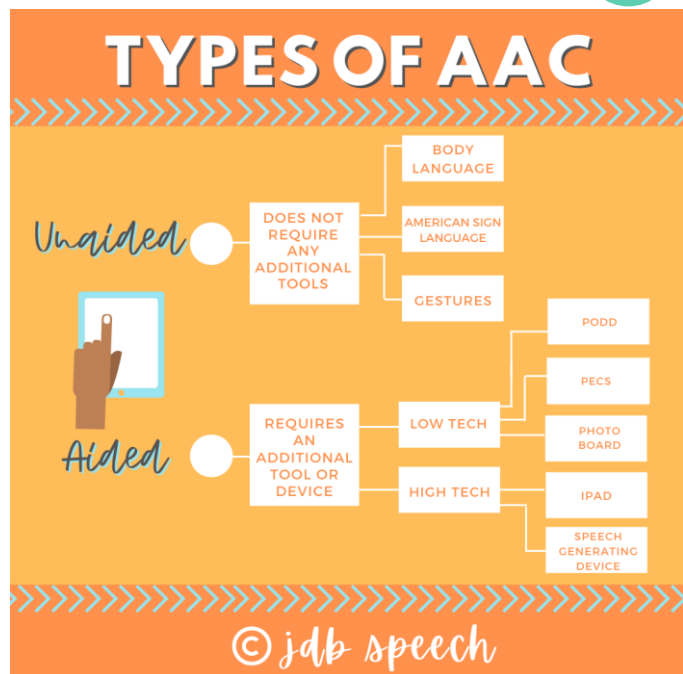 TYPES OF AAC
Unaided
DOES NOT
REQUIRE
ANY
ADDITIONAL
TOOLS
BODY
LANGUAGE
AMERICAN SIGN
LANGUAGE
GESTURES
Aided
REQUIRES
AN
ADDITIONAL
TOOL OR
DEVICE
LOW TECH
PODD
PECS
PHOTO
BOARD
HIGH TECH
IPAD
SPEECH
GENERATING
DEVICE
© jdb speech